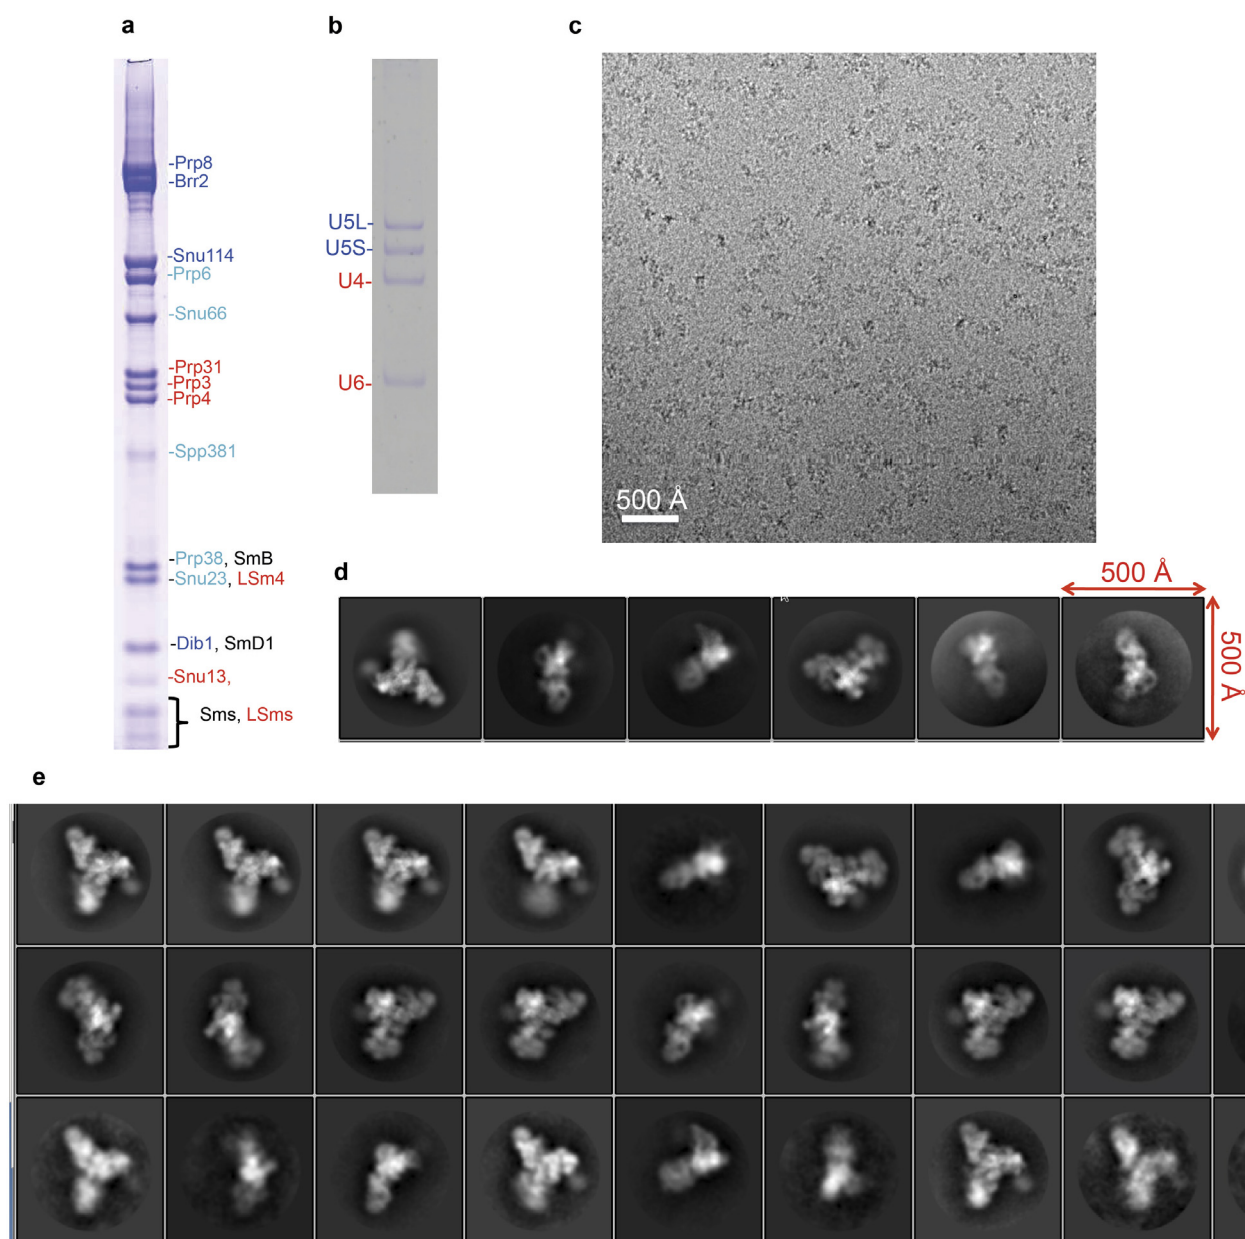 a
b
c
-Prp8
-Brr2
-Snu114
-Prp6
-Snu66
-Prp31
-Prp3
-Prp4
-Spp381
-Prp38, SmB
-Snu23, LSm4
-Dib1, SmD1
-Snu13,
Sms, LSms
U5L-
U5S-
U4-
U6-
500 Å
d
500 Å
500 Å
e